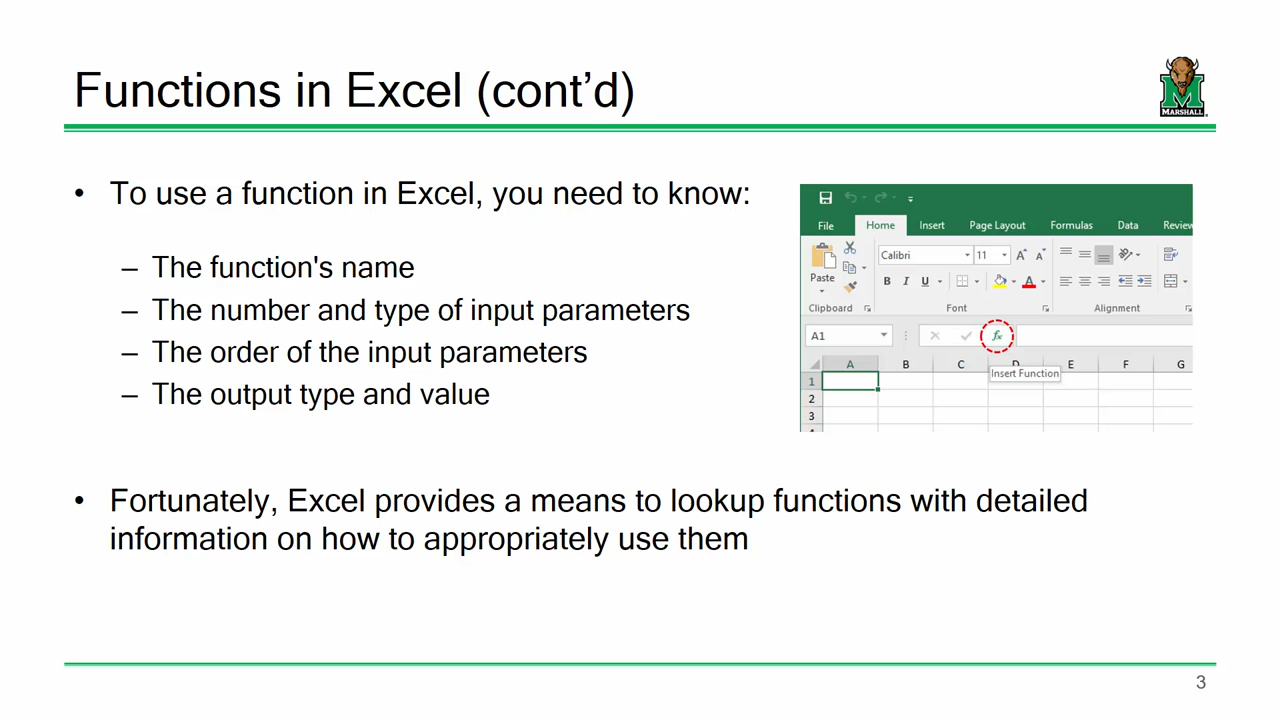 Functions in Excel (cont’d)
MARSHALL
• To use a function in Excel, you need to know:
– The function's name
– The number and type of input parameters
– The order of the input parameters
– The output type and value
File Home Insert Page Layout Formulas Data Review
Calibri 11 A A
Paste B I U A
Clipboard Font Alignment
A1 fx
A B C D E F G
1
Insert Function
2
3
4
• Fortunately, Excel provides a means to lookup functions with detailed
information on how to appropriately use them
3